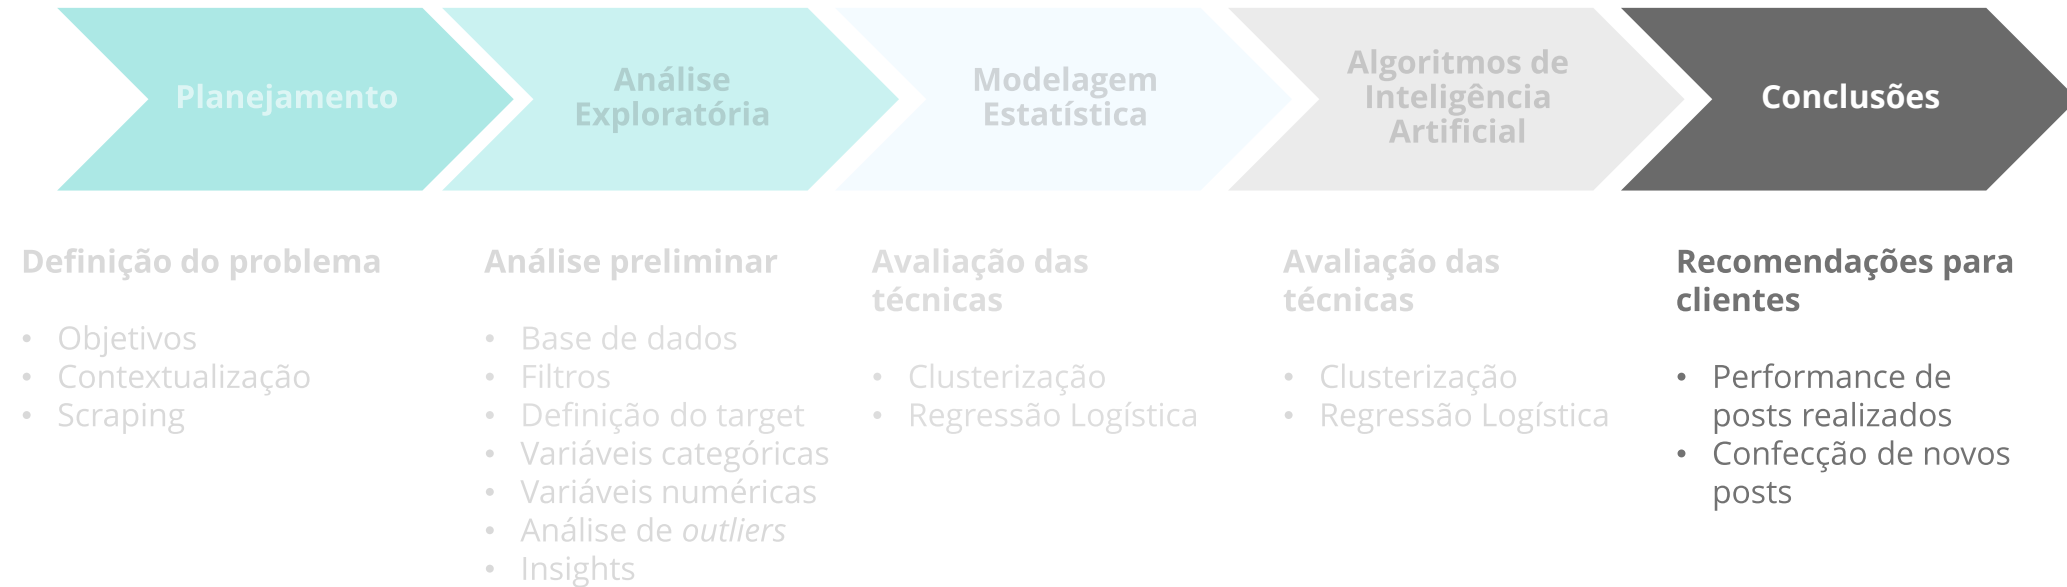 Planejamento
Análise
Exploratória
Modelagem
Estatística
Algoritmos de
Inteligência
Artificial
Conclusões
Definição do problema
• Objetivos
• Contextualização
• Scraping
Análise preliminar
• Base de dados
• Filtros
• Definição do target
• Variáveis categóricas
• Variáveis numéricas
• Análise de outliers
• Insights
Avaliação das
técnicas
• Clusterização
• Regressão Logística
Avaliação das
técnicas
• Clusterização
• Regressão Logística
Recomendações para
clientes
• Performance de
posts realizados
• Confecção de novos
posts